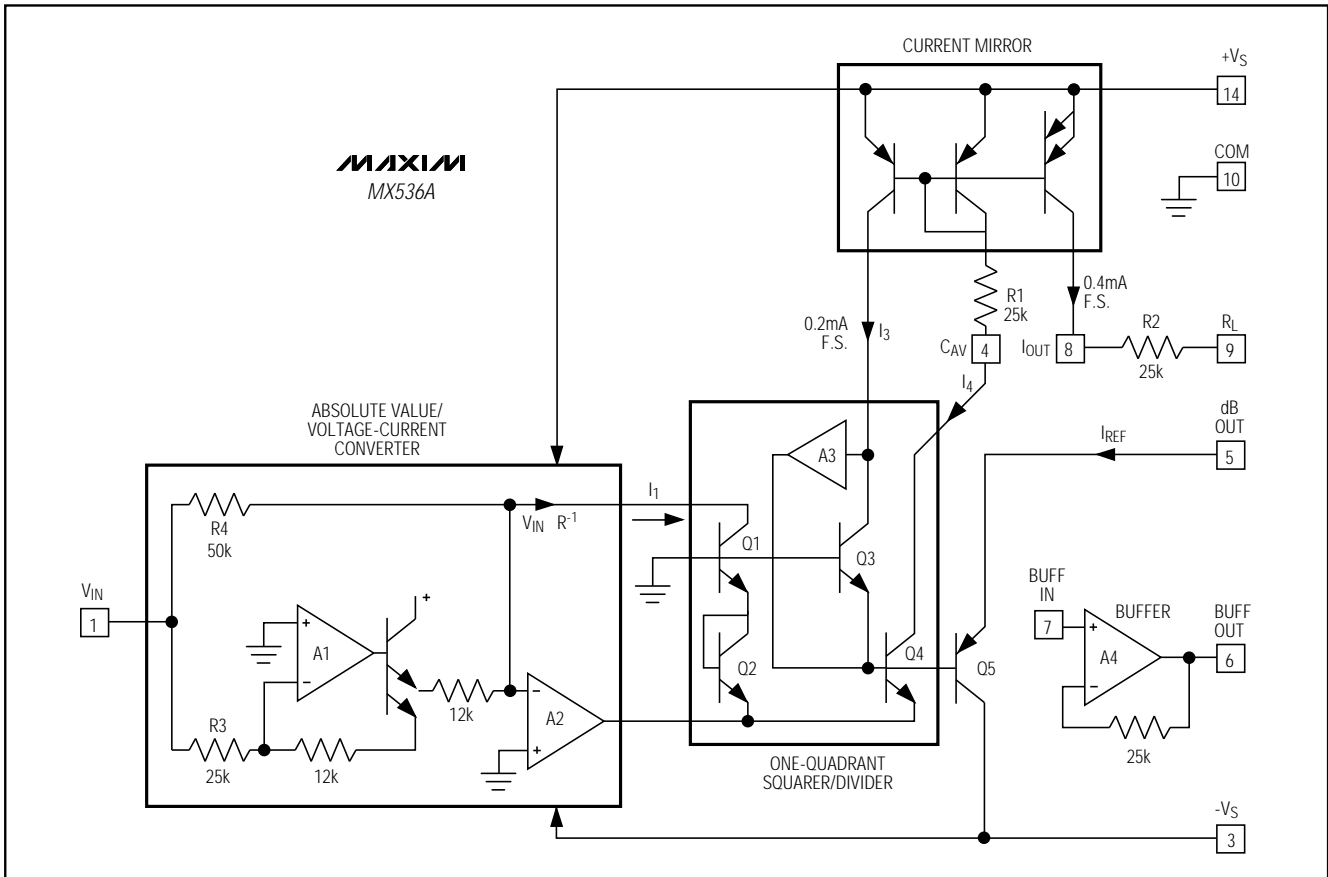 CURRENT MIRROR
+VS
14
COM
10
MAXIM
MX536A
R1
25k
0.4mA
F.S.
0.2mA
F.S.
I3
CAV
4
IOUT
8
R2
25k
RL
9
I4
ABSOLUTE VALUE/
VOLTAGE-CURRENT
CONVERTER
dB
OUT
5
IREF
A3
I1
R4
50k
VIN R-1
Q1
Q3
VIN
1
+
+
A1
-
12k
-
A2
+
R3
25k
12k
Q2
Q4
Q5
BUFF
IN
7
BUFFER
+
A4
-
BUFF
OUT
6
25k
ONE-QUADRANT
SQUARER/DIVIDER
-VS
3